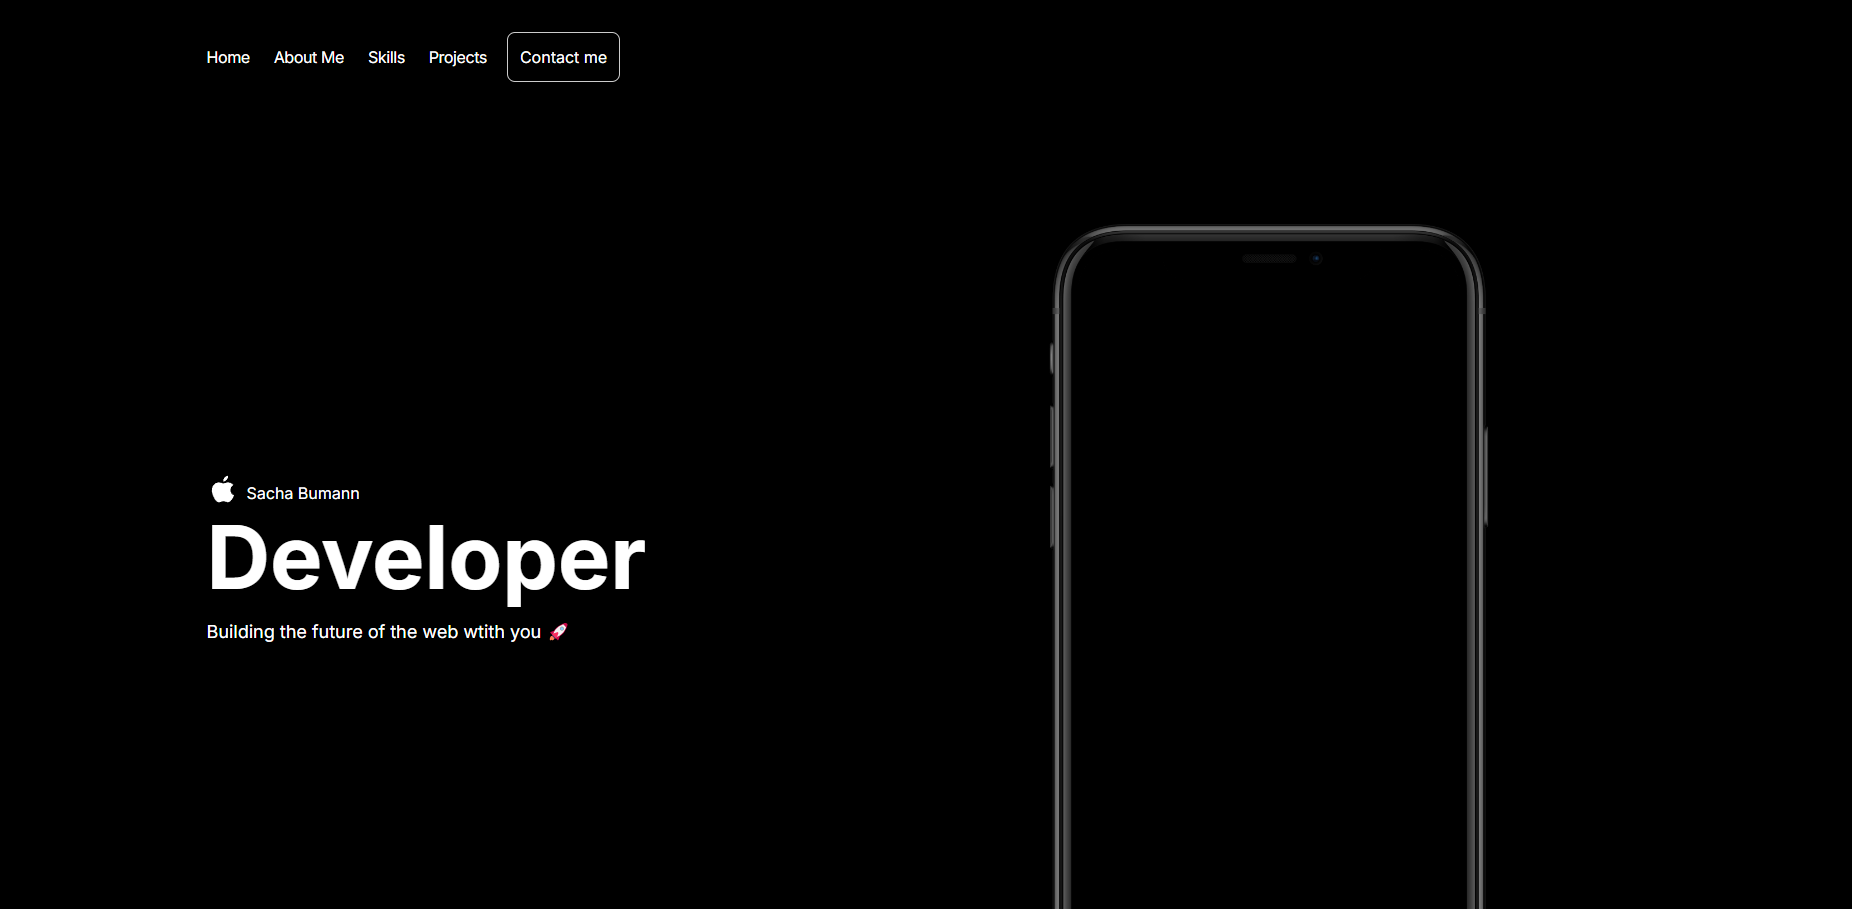 Home About Me Skills Projects Contact me
Sacha Bumann
Developer
Building the future of the web wtith you 🚀